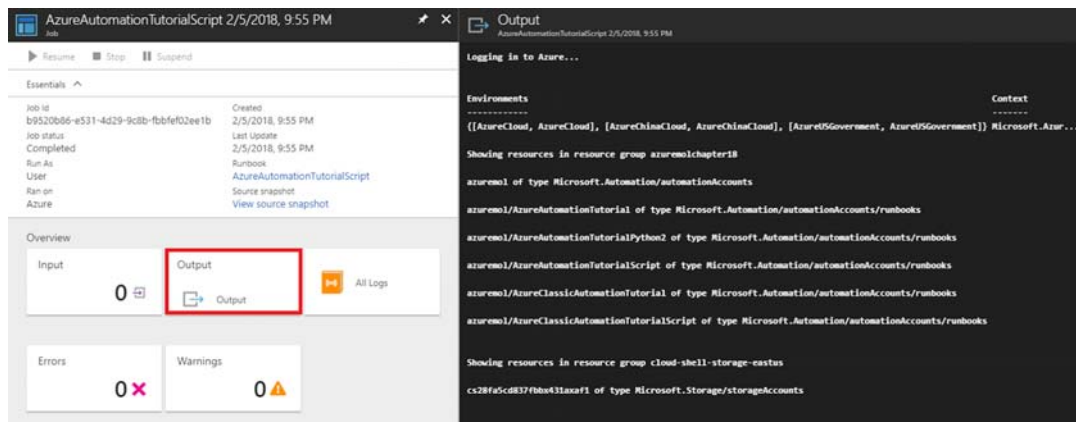 AzureAutomationTutorialScript 2/5/2018, 9:55 PM
Job
Resume Stop Suspend
Essentials
Job Id
b9520b86-e531-4d29-9c8b-fbbfef02ee1b
Created
2/5/2018, 9:55 PM
Job status
Completed
Last Update
2/5/2018, 9:55 PM
Run As
User
Runbook
AzureAutomationTutorialScript
Ran on
Azure
Source snapshot
View source snapshot
Overview
Input
0
Output
Output
All Logs
Errors
0
Warnings
0
Output
AzureAutomationTutorialScript 2/5/2018, 9:55 PM
Logging in to Azure...
Environments Context
------------ -------
{[AzureCloud, AzureCloud], [AzureChinaCloud, AzureChinaCloud], [AzureUSGovernment, AzureUSGovernment]} Microsoft.Azur...
Showing resources in resource group azuremolchapter18
azuremol of type Microsoft.Automation/automationAccounts
azuremol/AzureAutomationTutorial of type Microsoft.Automation/automationAccounts/runbooks
azuremol/AzureAutomationTutorialPython2 of type Microsoft.Automation/automationAccounts/runbooks
azuremol/AzureAutomationTutorialScript of type Microsoft.Automation/automationAccounts/runbooks
azuremol/AzureClassicAutomationTutorial of type Microsoft.Automation/automationAccounts/runbooks
azuremol/AzureClassicAutomationTutorialScript of type Microsoft.Automation/automationAccounts/runbooks
Showing resources in resource group cloud-shell-storage-eastus
cs28fa5cd837fbbx431axaf1 of type Microsoft.Storage/storageAccounts